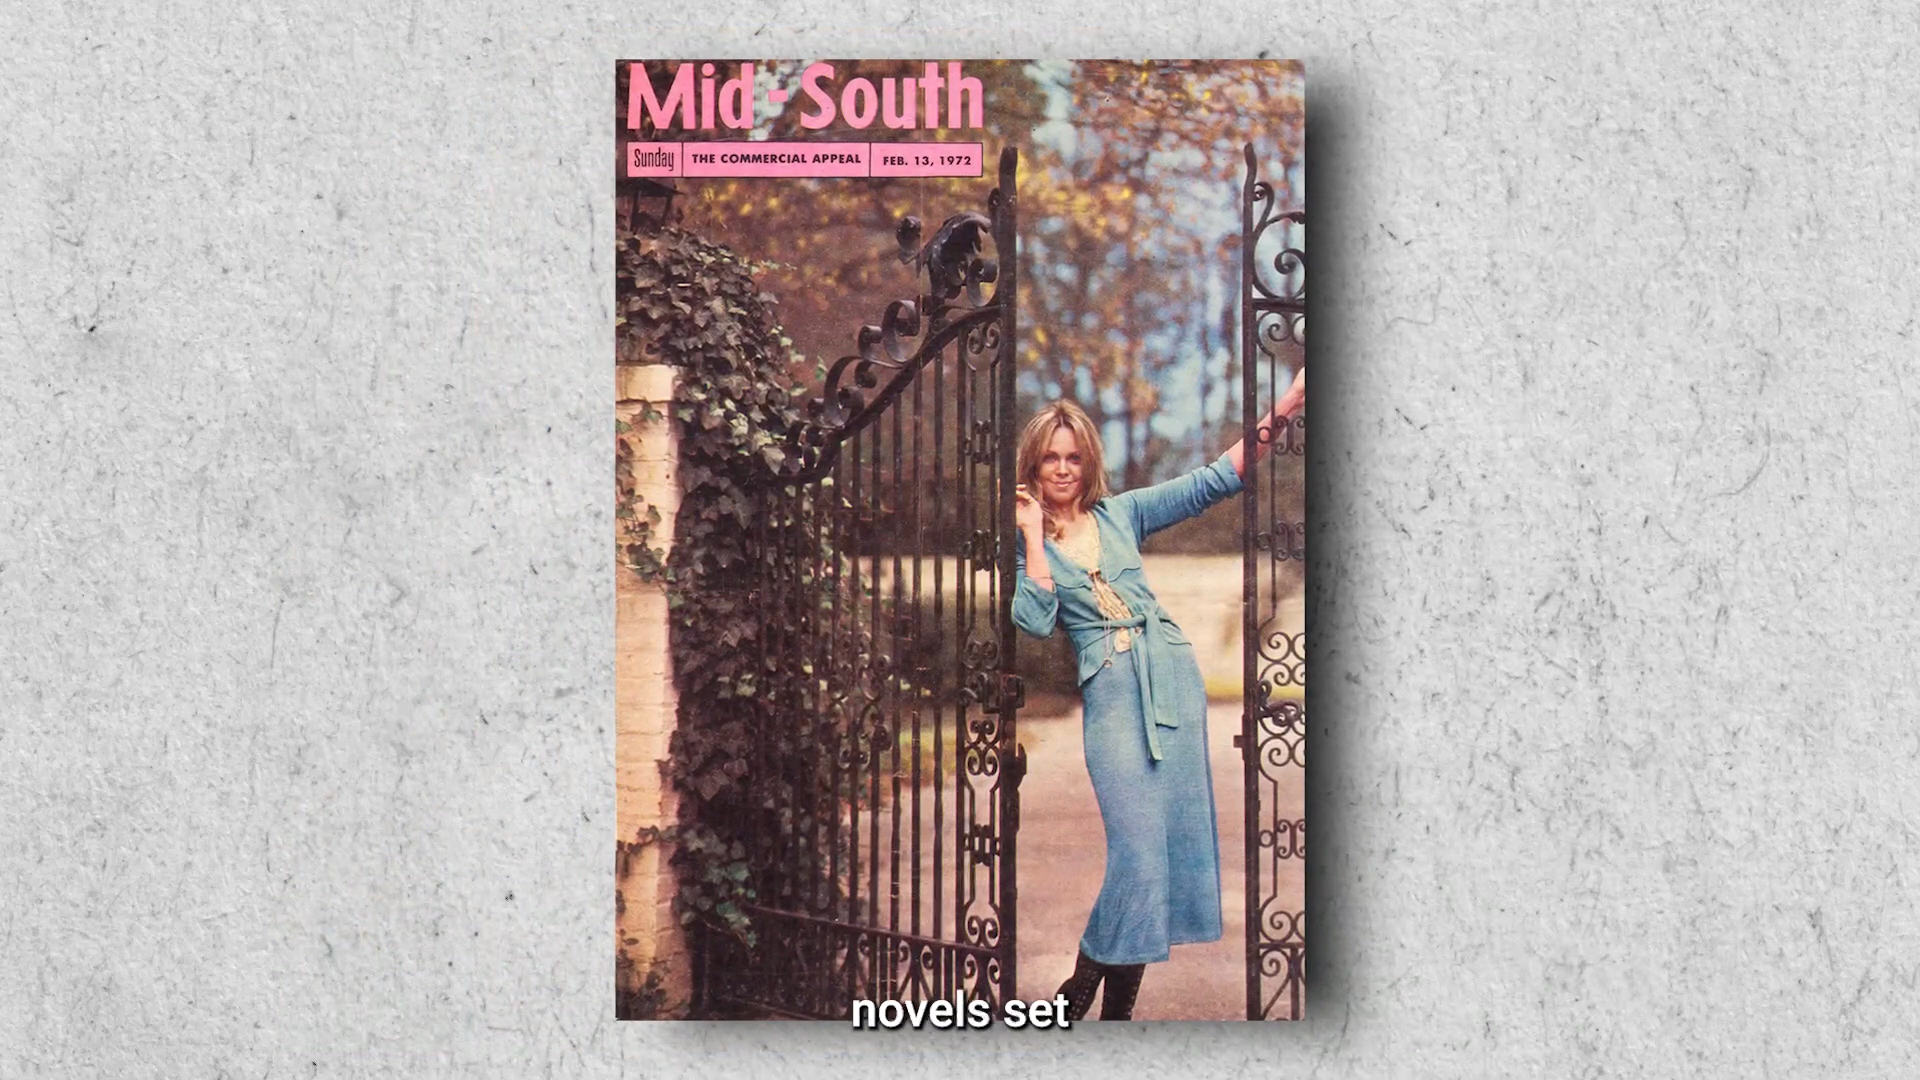 Mid-South
Sunday THE COMMERCIAL APPEAL FEB. 13, 1972
novels set